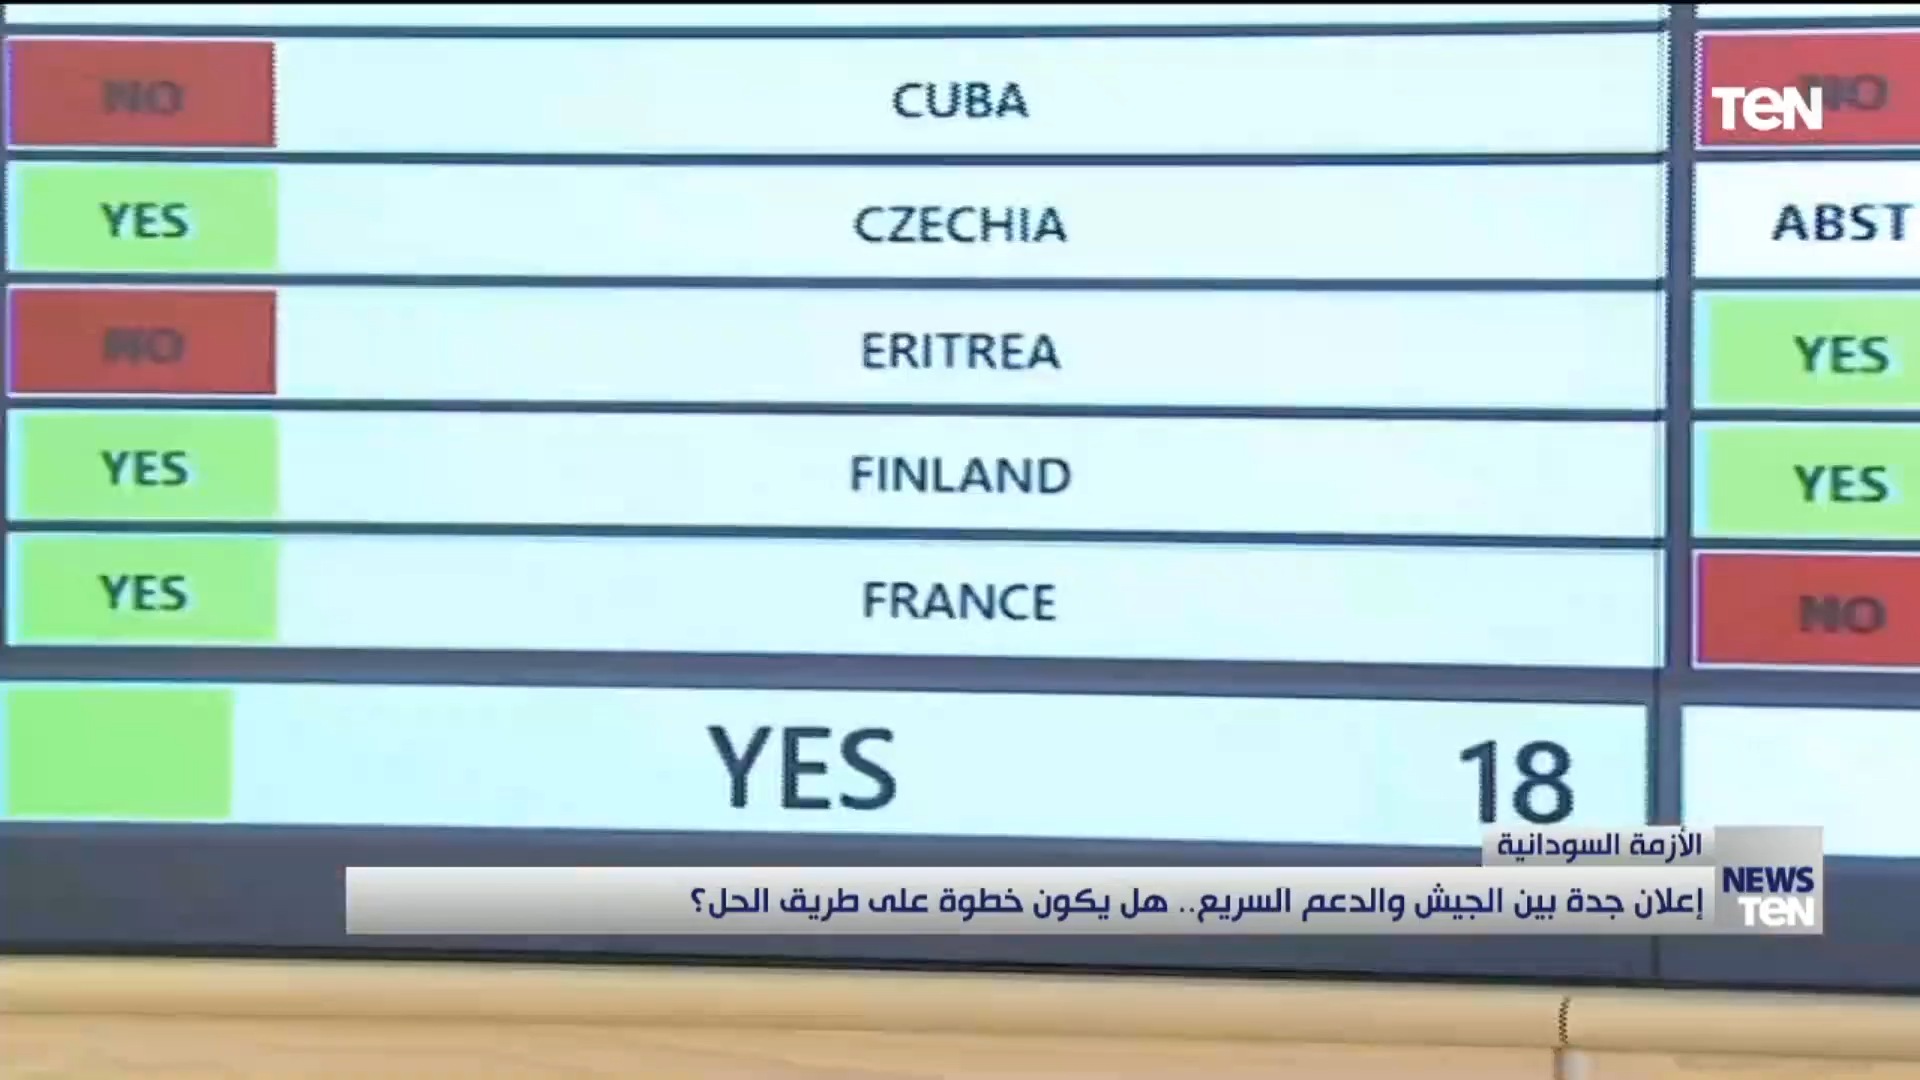 NO CUBA NO
TeN
YES CZECHIA ABST
NO ERITREA YES
YES FINLAND YES
YES FRANCE NO
YES 18
الأزمة السودانية
إعلان جدة بين الجيش والدعم السريع.. هل يكون خطوة على طريق الحل؟
NEWS
TeN